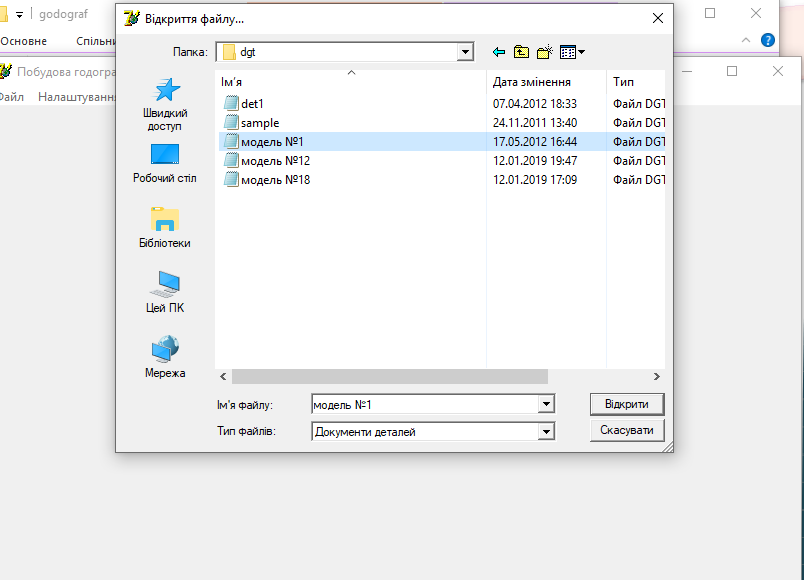 godograf
Основне Спільн
Відкриття файлу...
Побудова годогра
Файл Налаштуванн
Папка: dgt
Швидкий доступ
Робочий стіл
Бібліотеки
Цей ПК
Мережа
Ім'я Дата змінення Тип
det1 07.04.2012 18:33 Файл DGT
sample 24.11.2011 13:40 Файл DGT
модель №1 17.05.2012 16:44 Файл DGT
модель №12 12.01.2019 19:47 Файл DGT
модель №18 12.01.2019 17:09 Файл DGT
Ім'я файлу: модель №1 Відкрити
Тип файлів: Документи деталей Скасувати